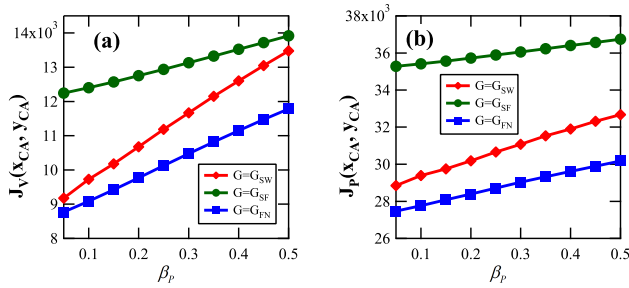 14x10³
13
12
11
10
9
8
J_V(x_CA, y_CA)
(a)
G=G_SW
G=G_SF
G=G_FN
0.1
0.2
0.3
0.4
0.5
β_P
38x10³
36
34
32
30
28
26
J_P(x_CA, y_CA)
(b)
G=G_SW
G=G_SF
G=G_FN
0.1
0.2
0.3
0.4
0.5
β_P